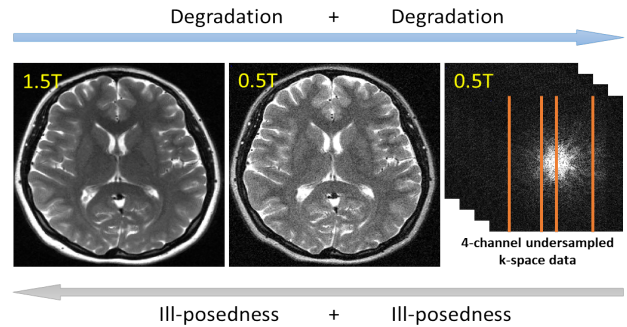 Degradation + Degradation
1.5T
0.5T
0.5T
4-channel undersampled
k-space data
Ill-posedness + Ill-posedness